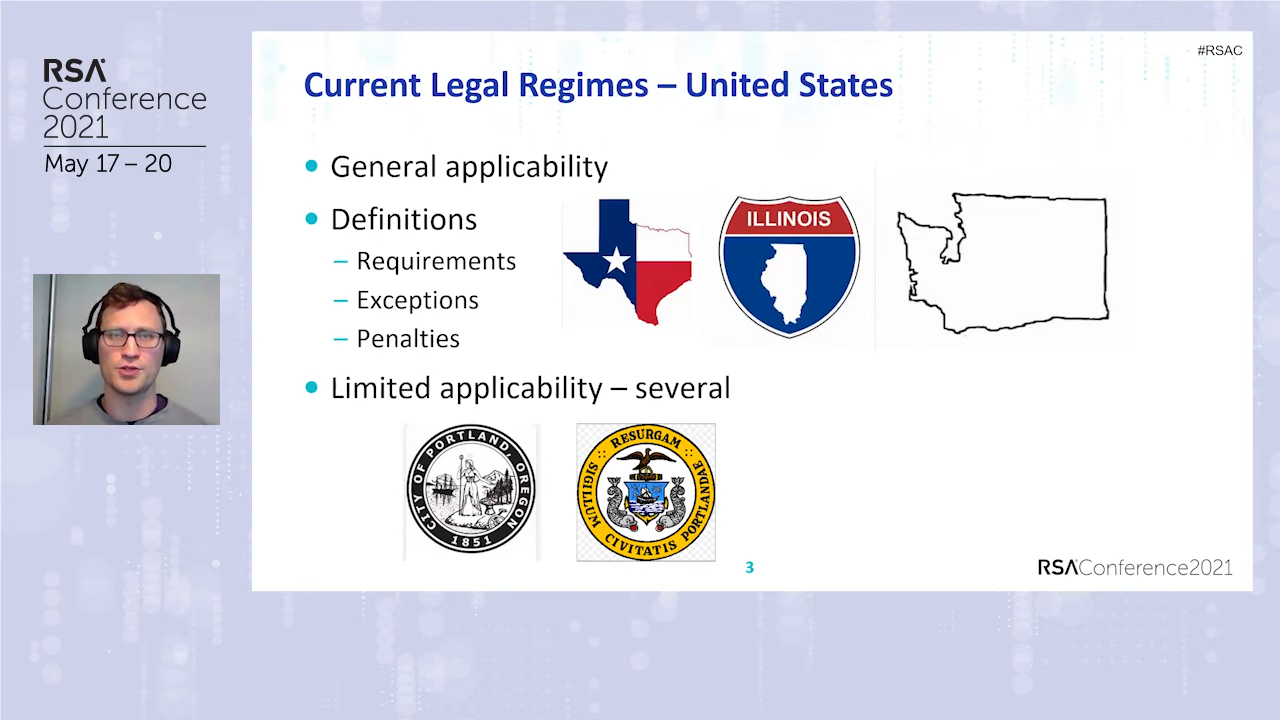 RSA
Conference
2021
May 17 – 20
#RSAC
Current Legal Regimes – United States
• General applicability
• Definitions
– Requirements
– Exceptions
– Penalties
ILLINOIS
• Limited applicability – several
CITY OF PORTLAND, OREGON
1851
RESURGAM
SIGILLUM CIVITATIS PORTLANDAE
3
RSAConference2021